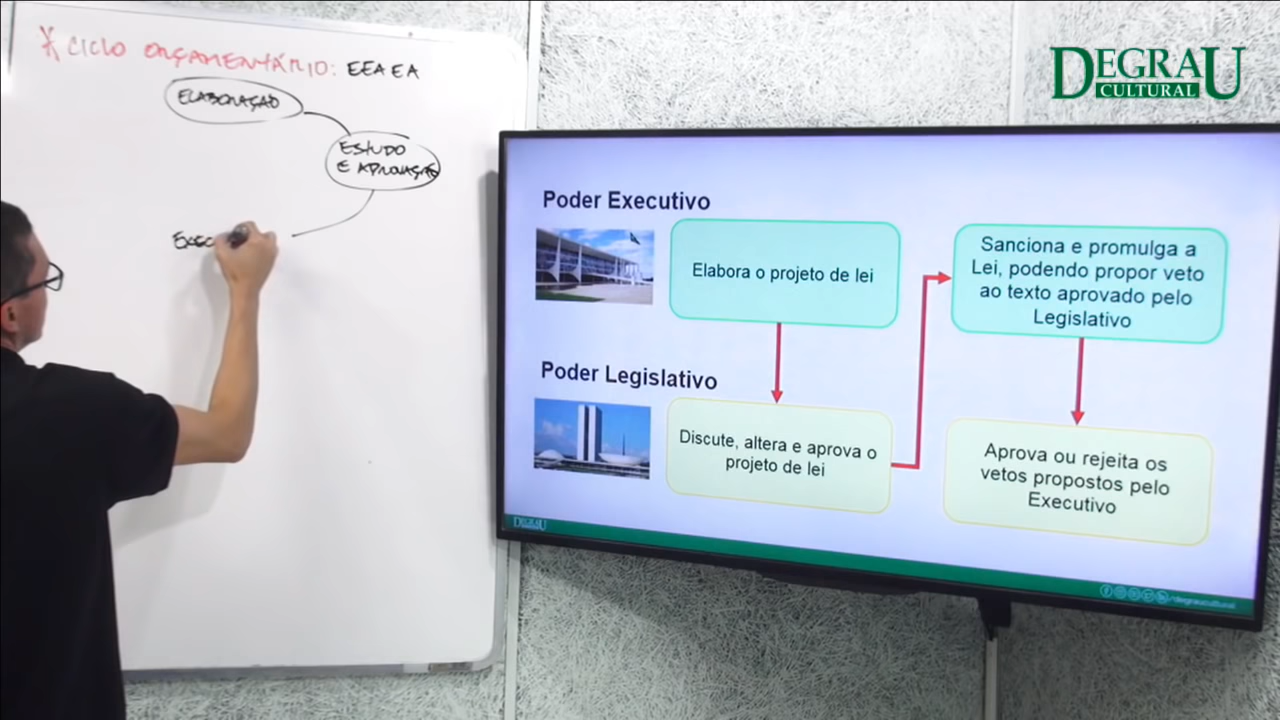 * CICLO ORÇAMENTÁRIO: EEAEA
ELABORAÇÃO
ESTUDO
E APROVAÇÃO
DEGRAU
CULTURAL
Poder Executivo
Elabora o projeto de lei
Sanciona e promulga a
Lei, podendo propor veto
ao texto aprovado pelo
Legislativo
Poder Legislativo
Discute, altera e aprova o
projeto de lei
Aprova ou rejeita os
vetos propostos pelo
Executivo
DEGRAU
/degraucultural